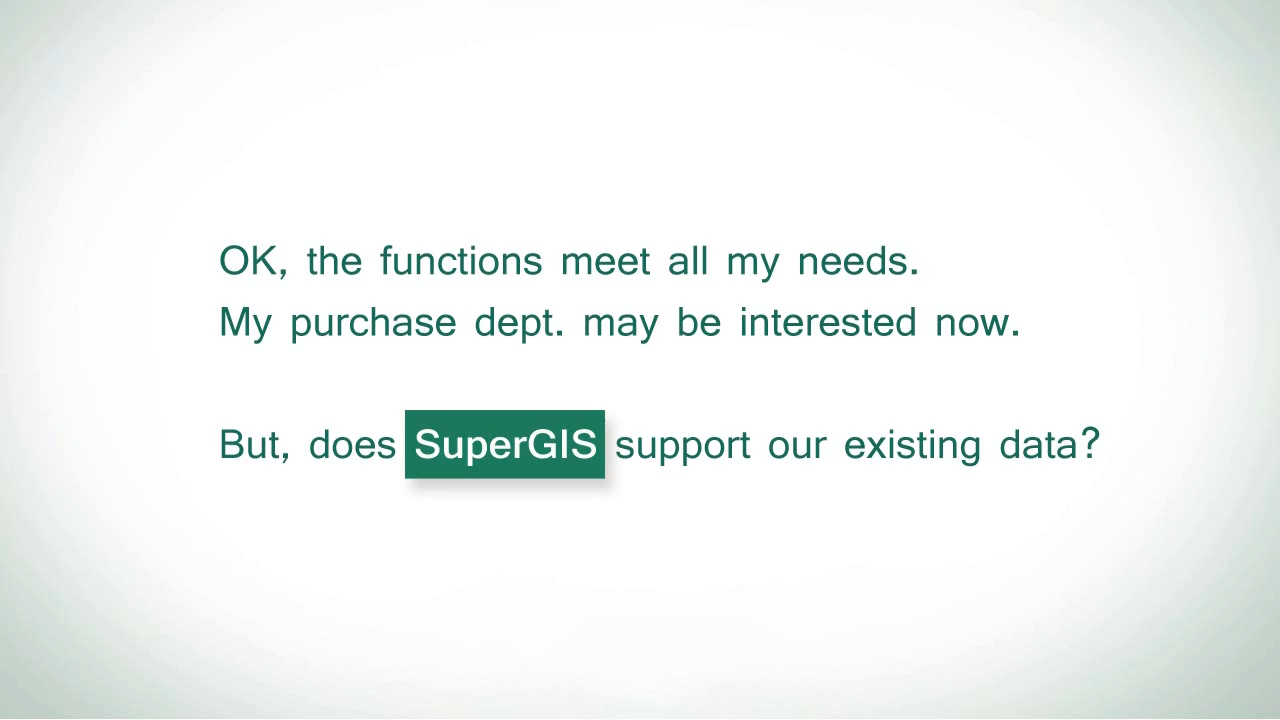 OK, the functions meet all my needs.
My purchase dept. may be interested now.
But, does SuperGIS support our existing data?